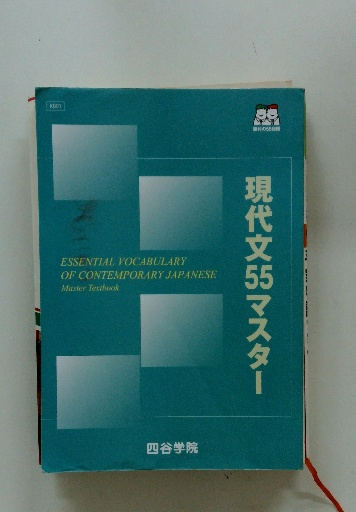 ESSENTIAL VOCABULARY
OF CONTEMPORARY JAPANESE
Master Textbook
現代文55マスター
四谷学院